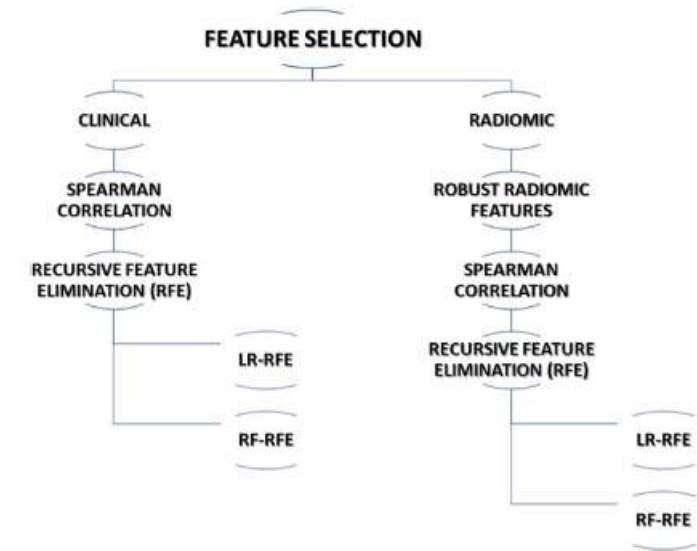 FEATURE SELECTION
CLINICAL
SPEARMAN
CORRELATION
RECURSIVE FEATURE
ELIMINATION (RFE)
LR-RFE
RF-RFE
RADIOMIC
ROBUST RADIOMIC
FEATURES
SPEARMAN
CORRELATION
RECURSIVE FEATURE
ELIMINATION (RFE)
LR-RFE
RF-RFE